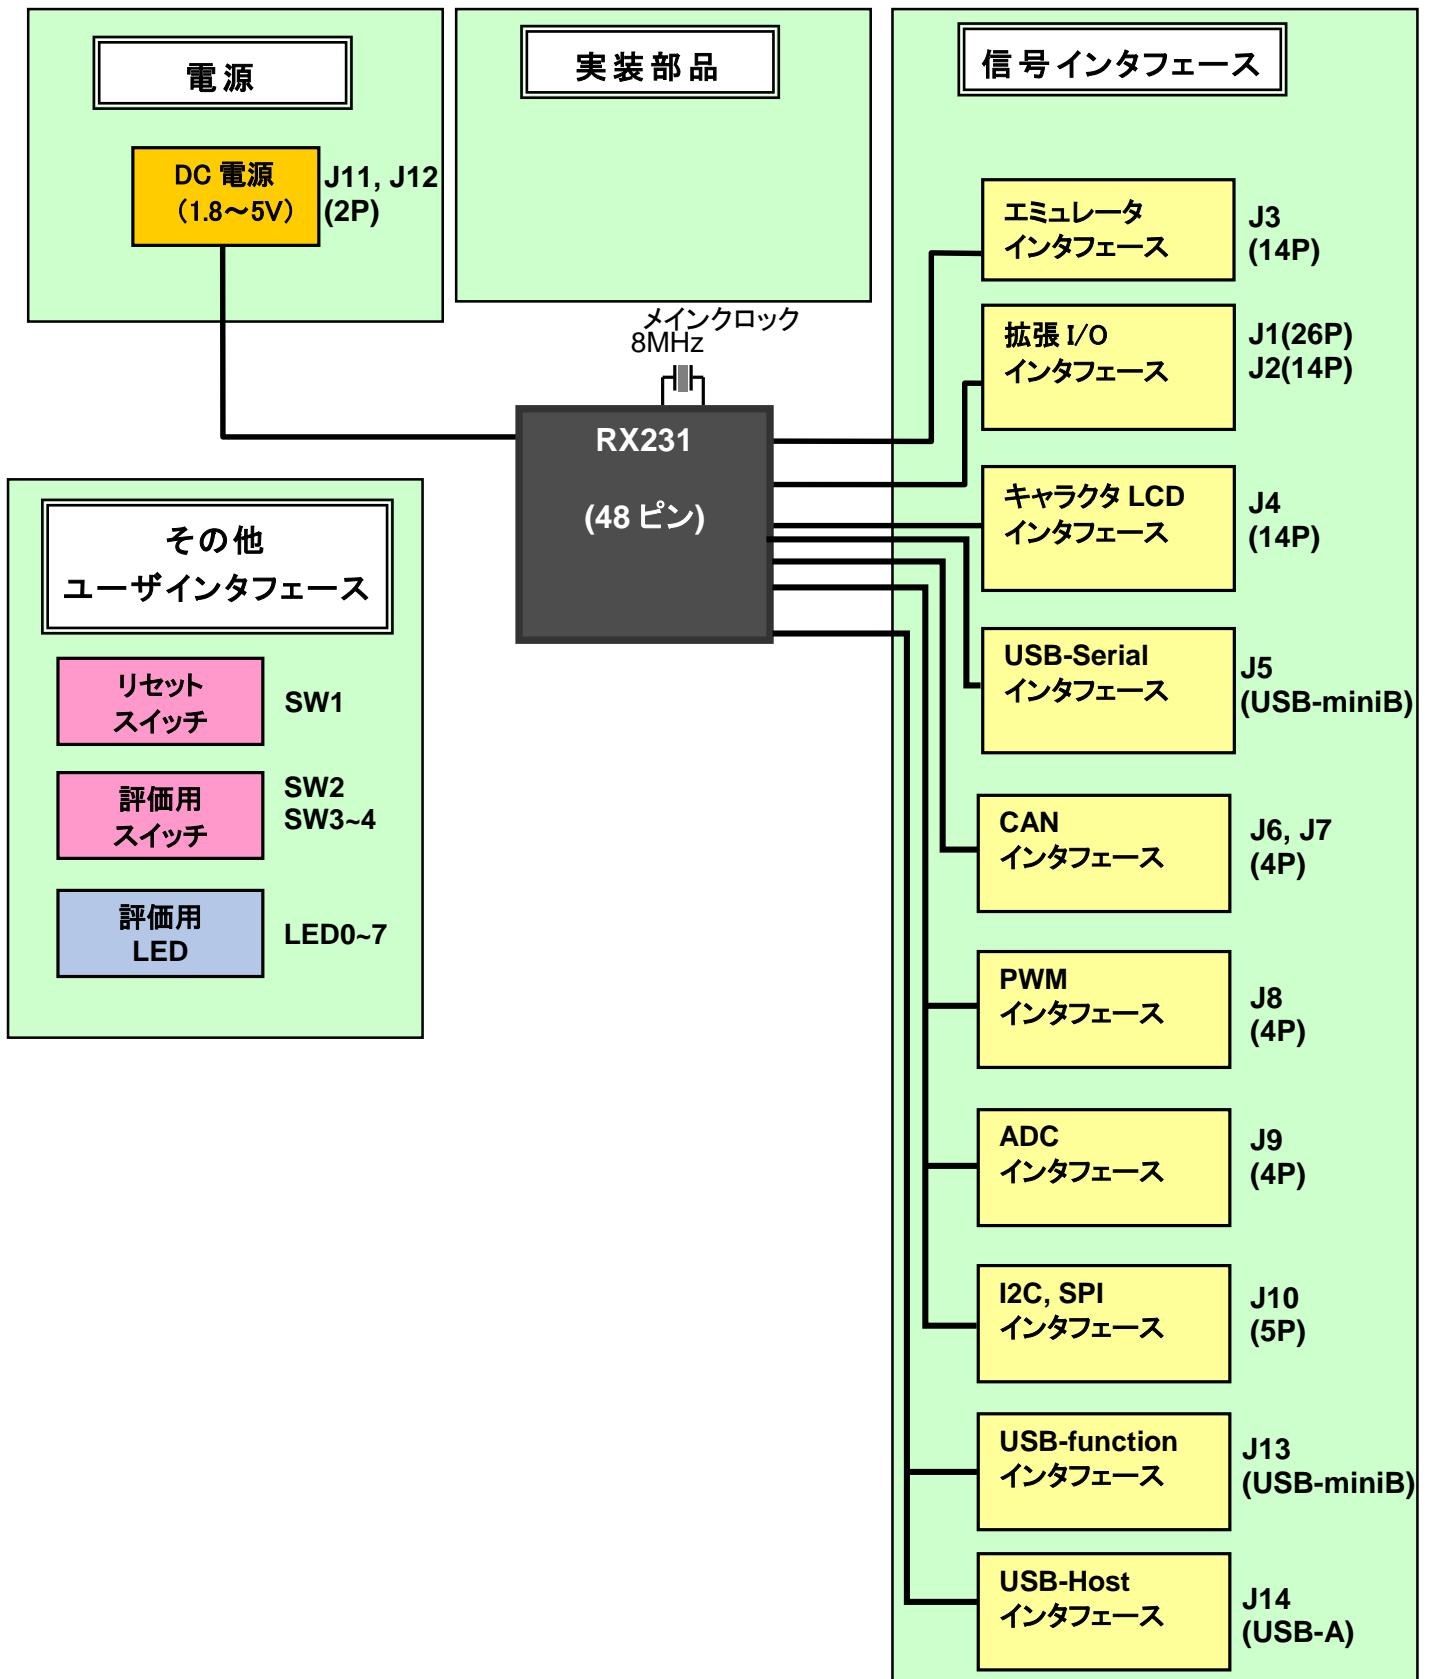 電源
DC 電源
（1.8～5V）
J11, J12
(2P)
実装部品
メインクロック
8MHz
RX231
(48 ピン)
その他
ユーザインタフェース
リセット
スイッチ
SW1
評価用
スイッチ
SW2
SW3~4
評価用
LED
LED0~7
信号インタフェース
エミュレータ
インタフェース
J3
(14P)
拡張 I/O
インタフェース
J1(26P)
J2(14P)
キャラクタ LCD
インタフェース
J4
(14P)
USB-Serial
インタフェース
J5
(USB-miniB)
CAN
インタフェース
J6, J7
(4P)
PWM
インタフェース
J8
(4P)
ADC
インタフェース
J9
(4P)
I2C, SPI
インタフェース
J10
(5P)
USB-function
インタフェース
J13
(USB-miniB)
USB-Host
インタフェース
J14
(USB-A)